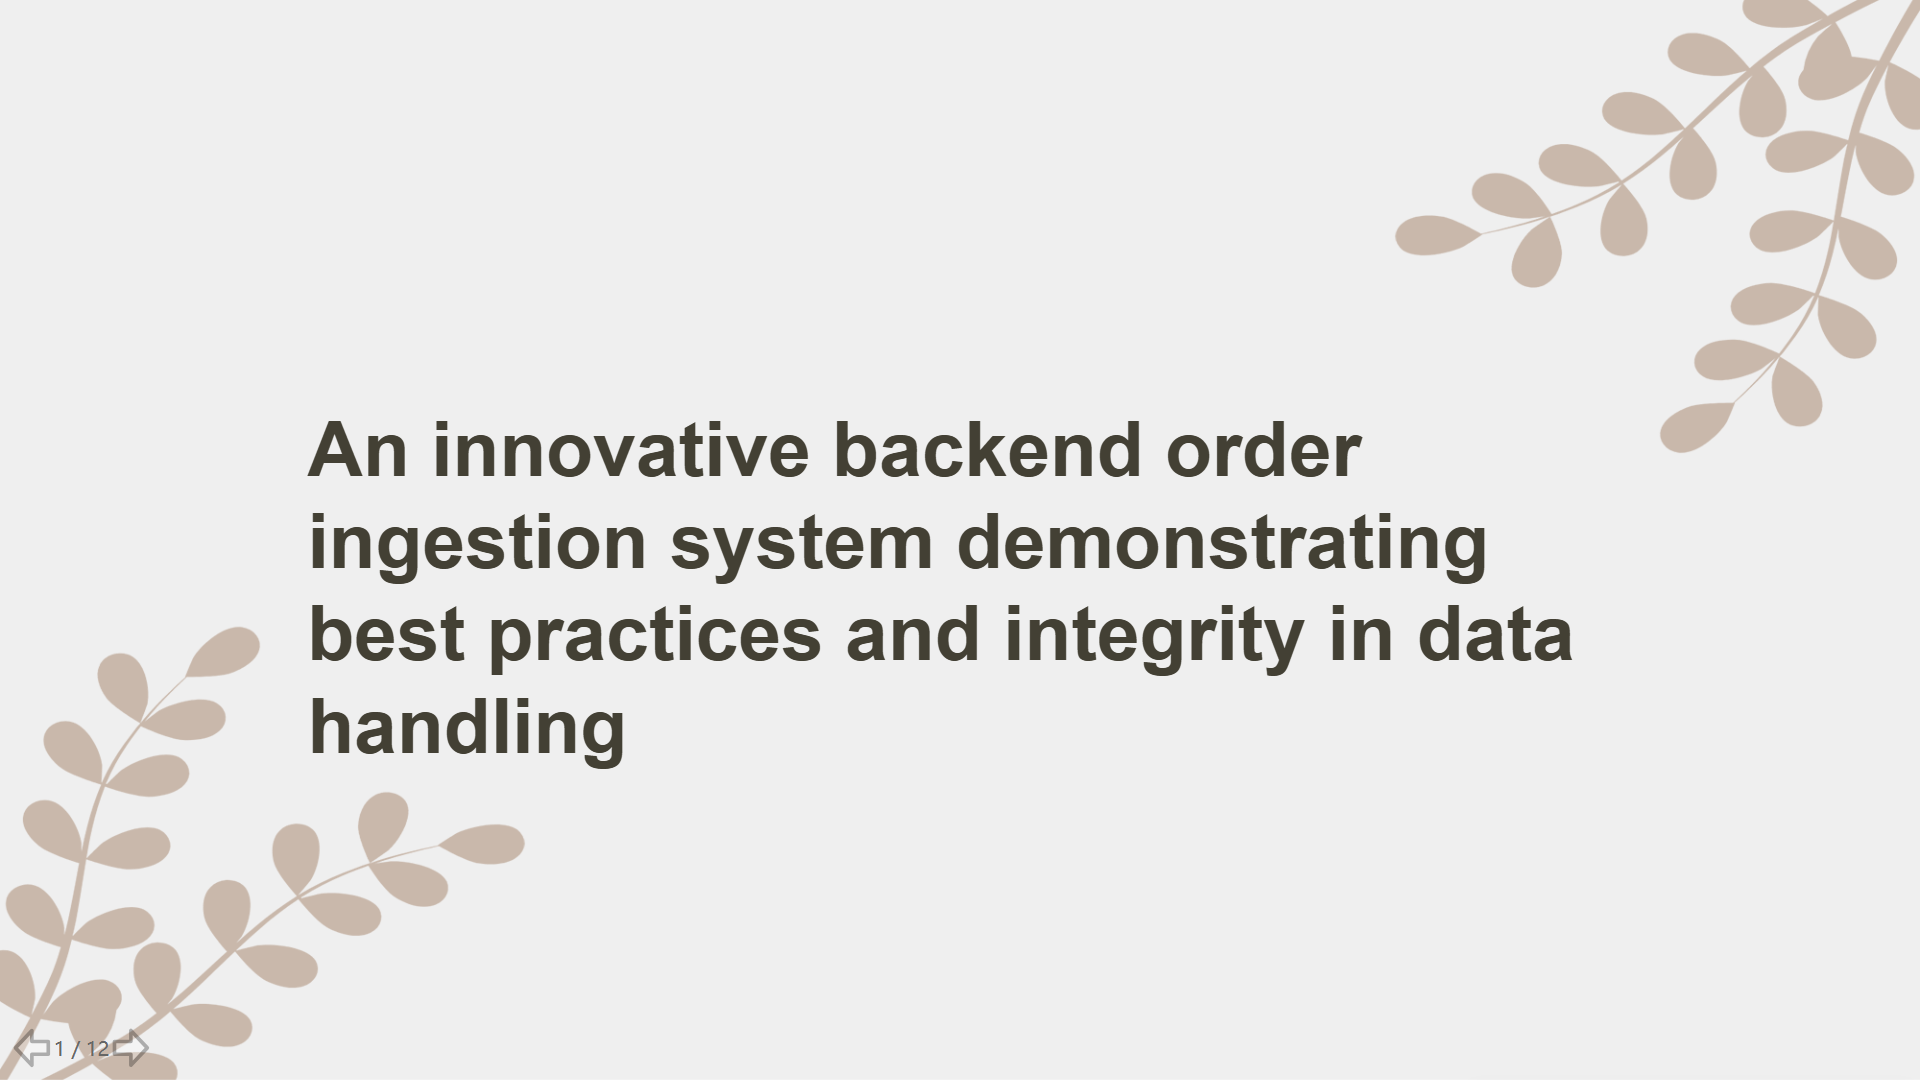 An innovative backend order
ingestion system demonstrating
best practices and integrity in data
handling
1 / 12